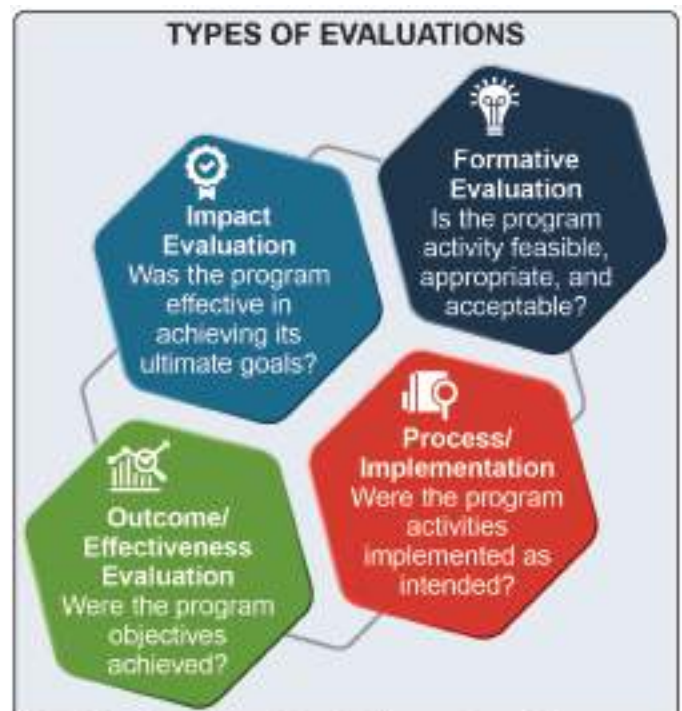 TYPES OF EVALUATIONS
Formative
Evaluation
Is the program
activity feasible,
appropriate, and
acceptable?
Impact
Evaluation
Was the program
effective in
achieving its
ultimate goals?
Process/
Implementation
Were the program
activities
implemented as
intended?
Outcome/
Effectiveness
Evaluation
Were the program
objectives
achieved?